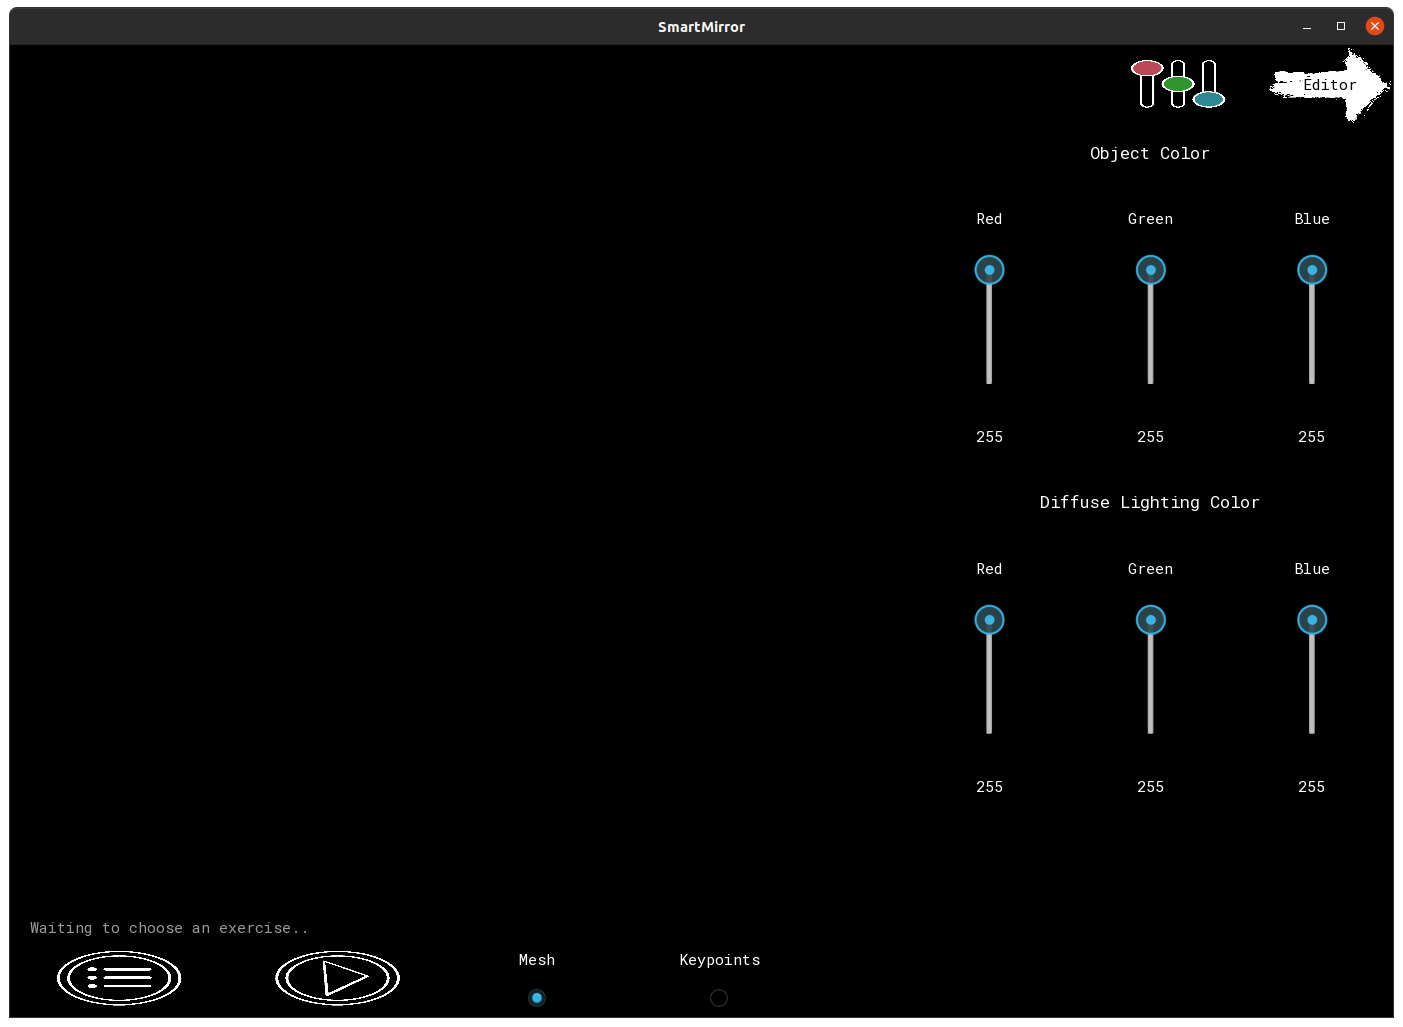 SmartMirror
Editor
Object Color
Red Green Blue
255 255 255
Diffuse Lighting Color
Red Green Blue
255 255 255
Waiting to choose an exercise..
Mesh Keypoints